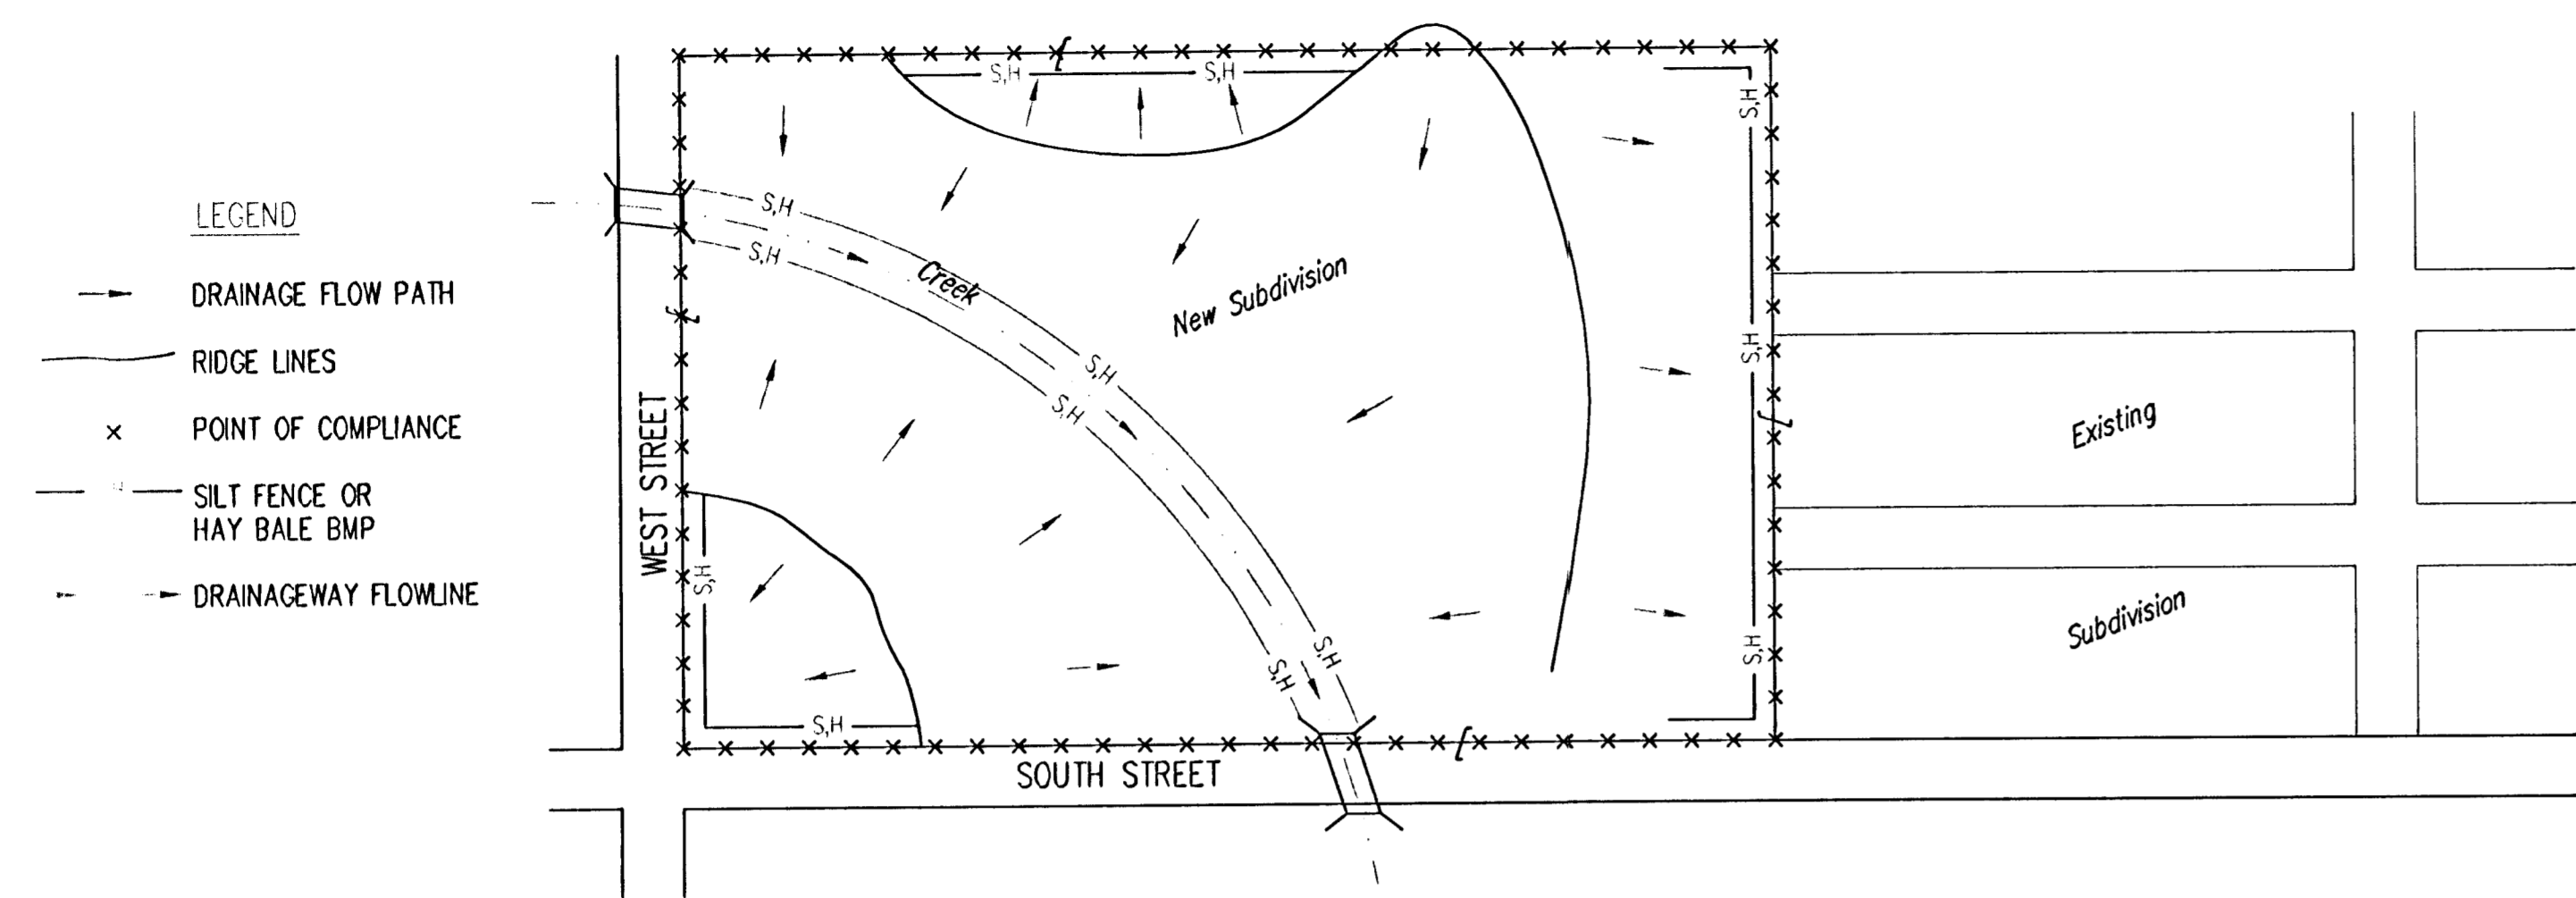 LEGEND
DRAINAGE FLOW PATH
RIDGE LINES
POINT OF COMPLIANCE
SILT FENCE OR
HAY BALE BMP
DRAINAGEWAY FLOWLINE
S,H
S,H
S,H
S,H
S,H
Creek
New Subdivision
S,H
S,H
S,H
Existing
WEST STREET
S,H
Subdivision
S,H
S,H
S,H
S,H
SOUTH STREET